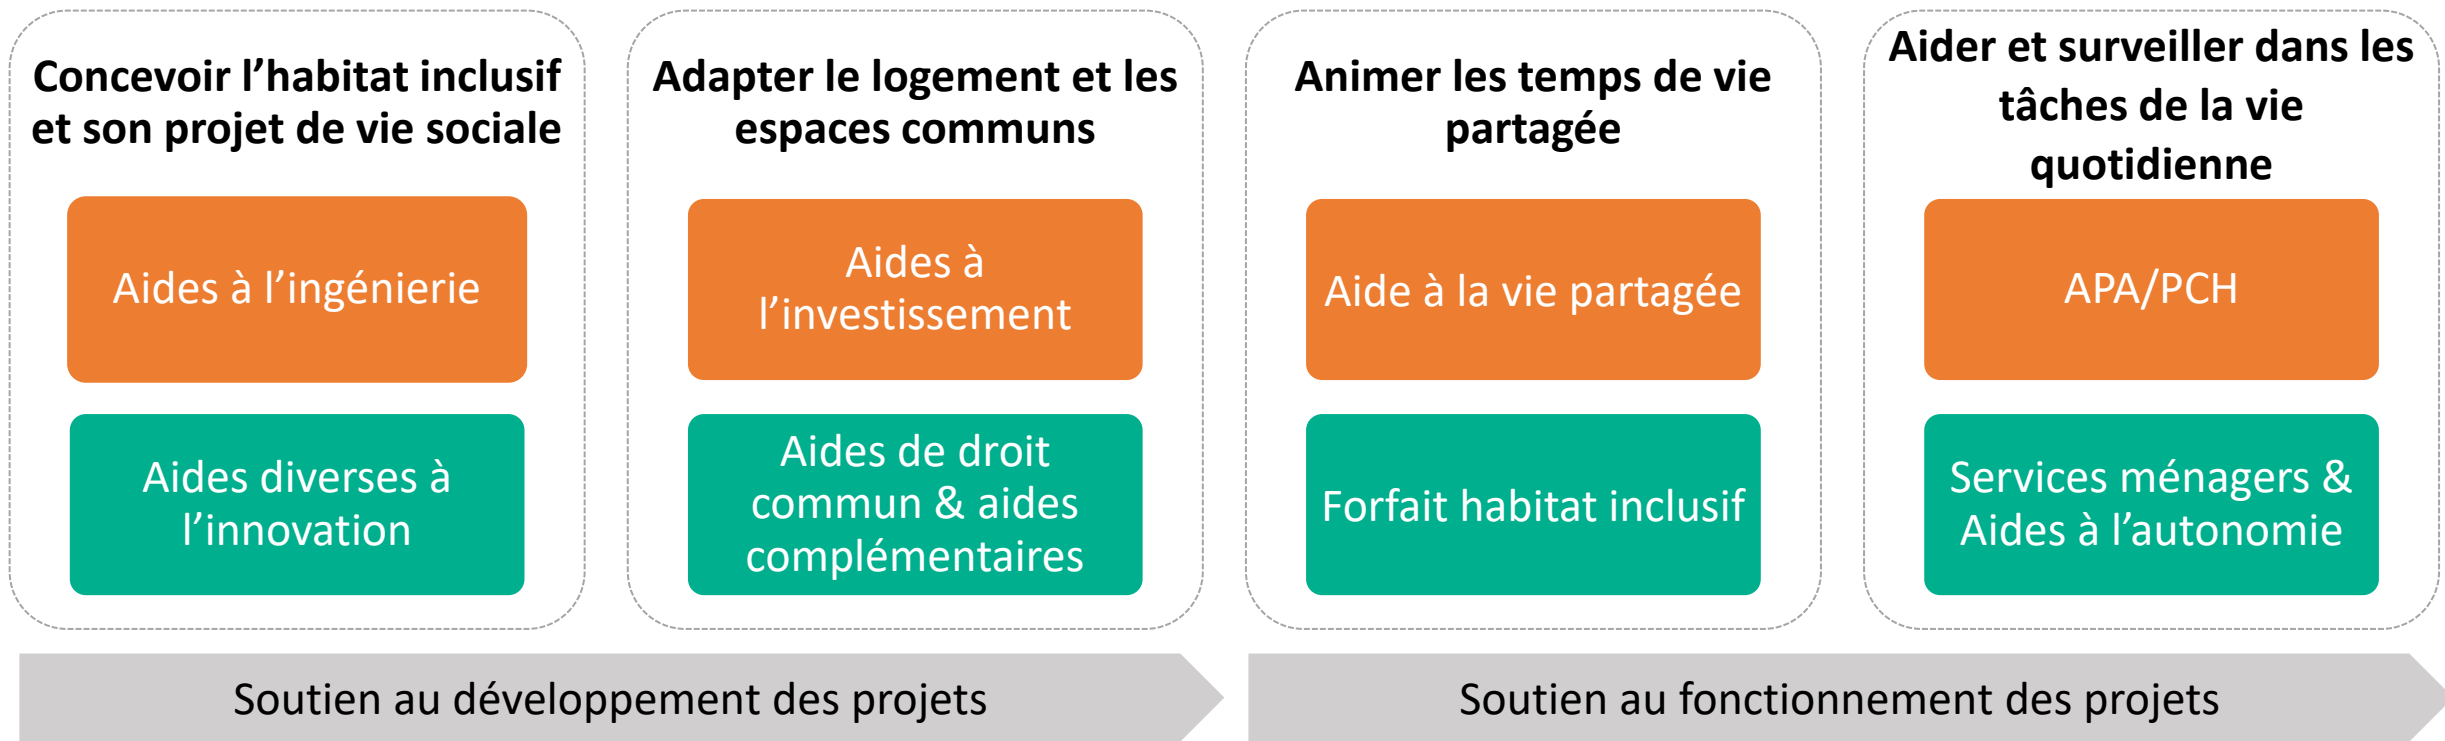 Concevoir l’habitat inclusif
et son projet de vie sociale
Aides à l’ingénierie
Aides diverses à
l’innovation
Adapter le logement et les
espaces communs
Aides à
l’investissement
Aides de droit
commun & aides
complémentaires
Animer les temps de vie
partagée
Aide à la vie partagée
Forfait habitat inclusif
Aider et surveiller dans les
tâches de la vie
quotidienne
APA/PCH
Services ménagers &
Aides à l’autonomie
Soutien au développement des projets
Soutien au fonctionnement des projets